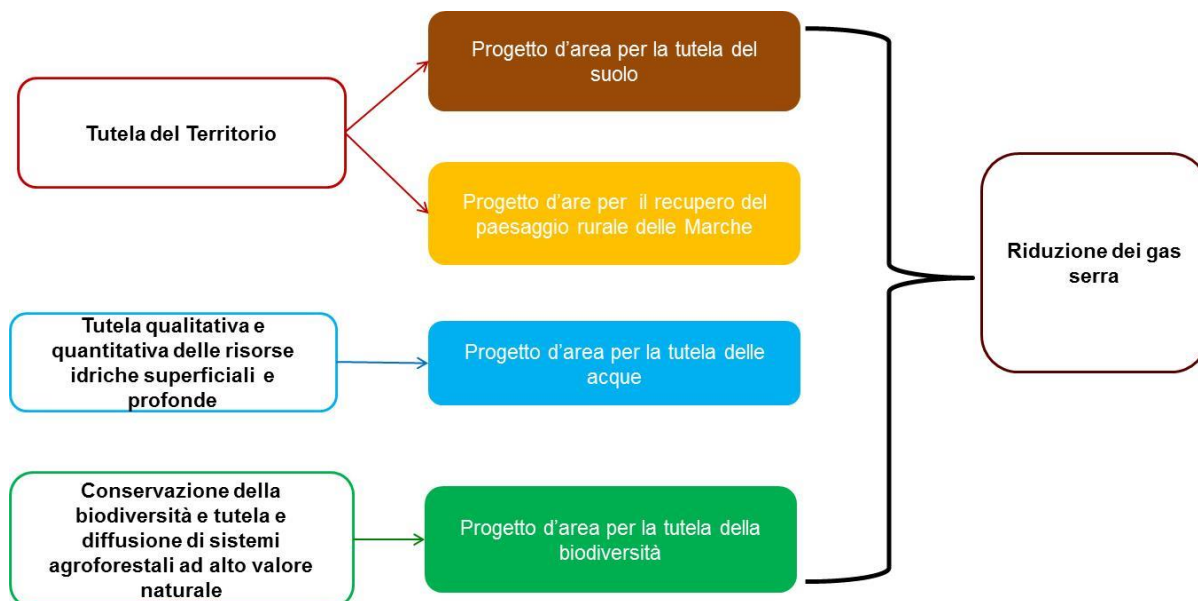 Progetto d'area per la tutela del
suolo
Tutela del Territorio
Progetto d'are per il recupero del
paesaggio rurale delle Marche
Riduzione dei gas
serra
Tutela qualitativa e
quantitativa delle risorse
idriche superficiali e
profonde
Progetto d'area per la tutela delle
acque
Conservazione della
biodiversità e tutela e
diffusione di sistemi
agroforestali ad alto valore
naturale
Progetto d'area per la tutela della
biodiversità